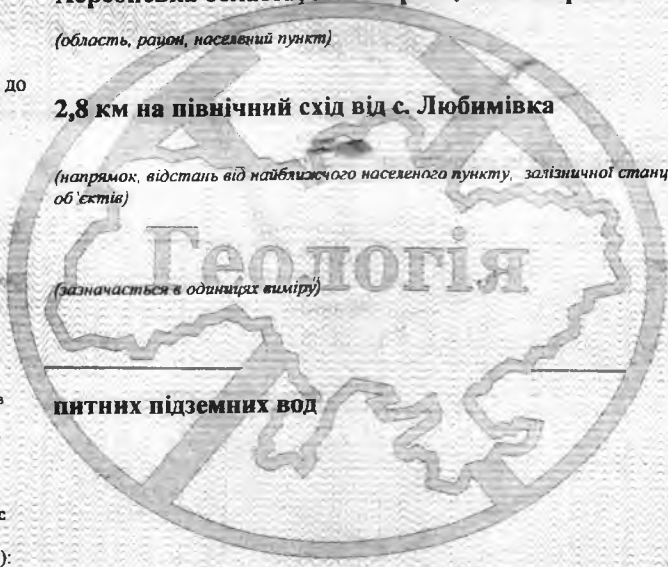 (область, район, населений пункт)
до
2,8 км на північний схід від с. Любимівка
(напрямок, відстань від найближчого населеного пункту, залізничної станц
об'єктів)
Геологія
(зазначається в одиницях виміру)
в
питних підземних вод
с
):